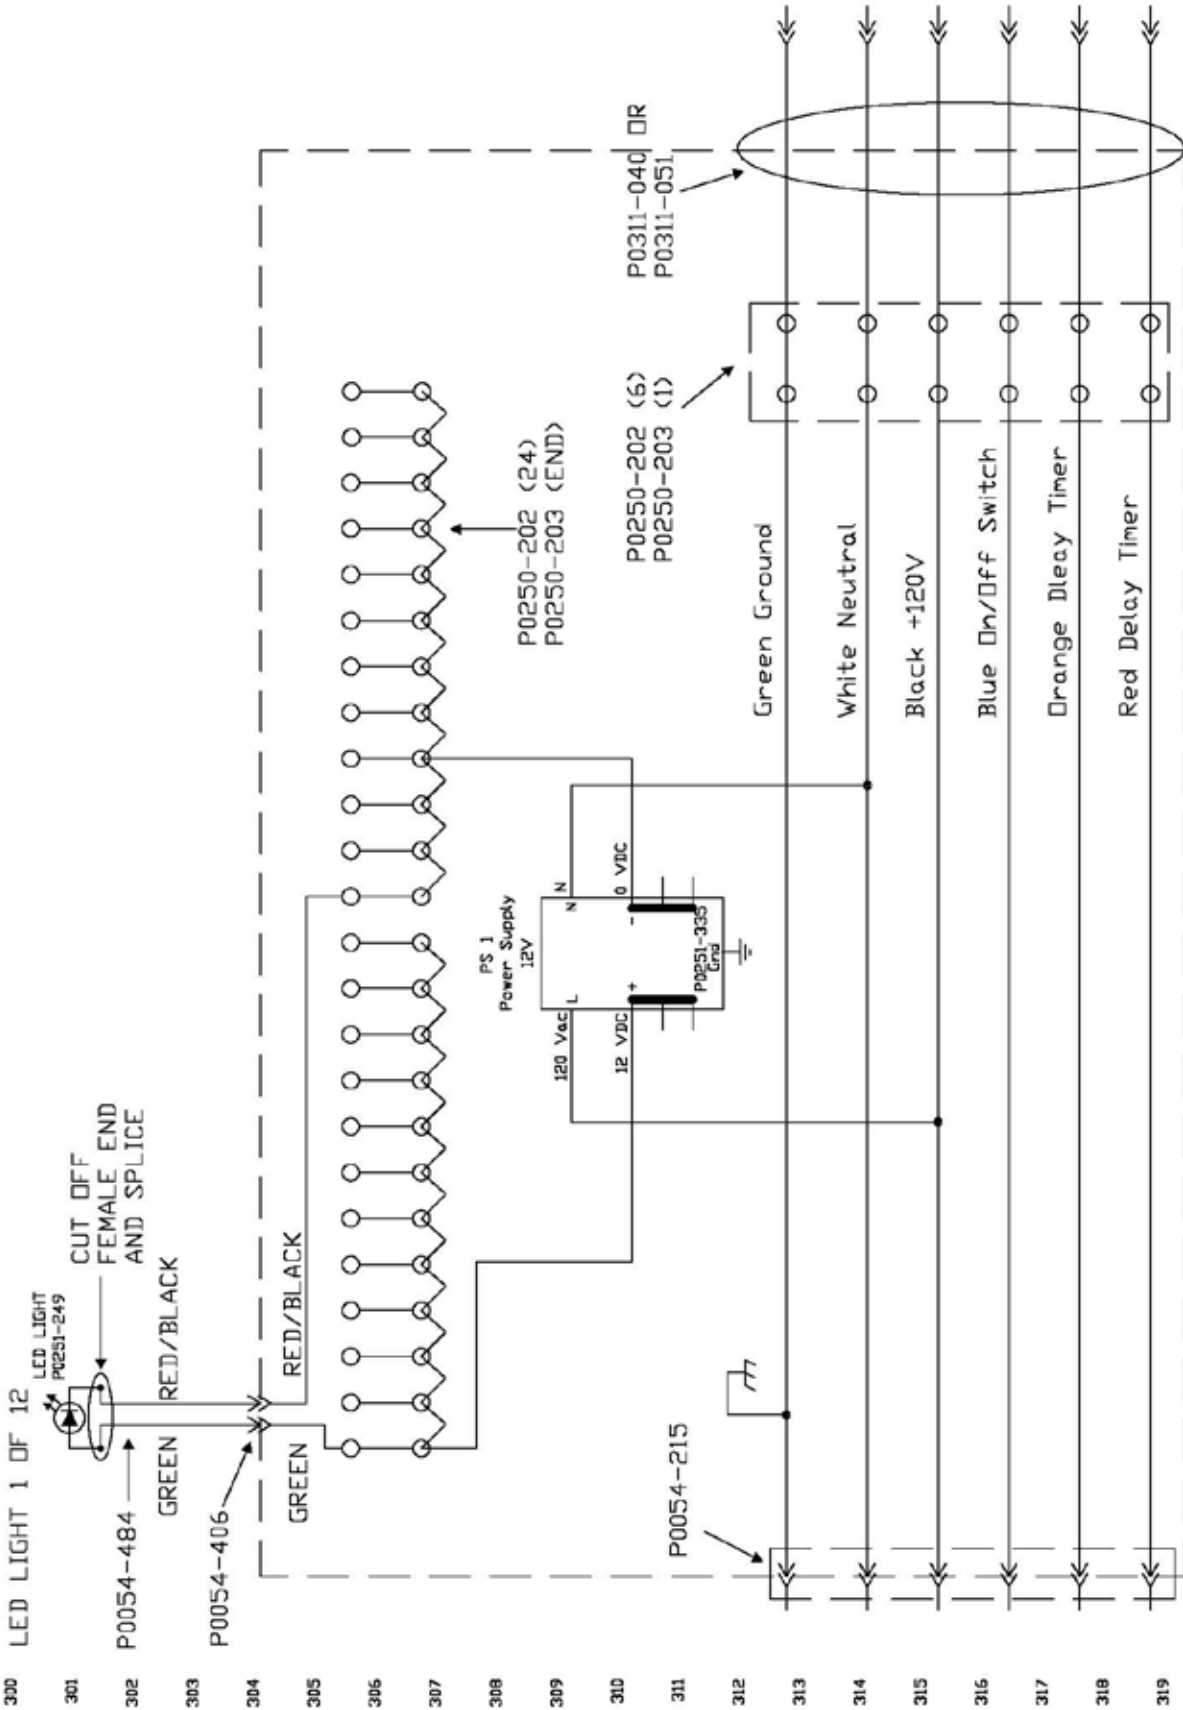 300
LED LIGHT 1 OF 12
301
LED LIGHT
P0251-249
CUT OFF
FEMALE END
AND SPLICE
302
P0054-484
303
GREEN
RED/BLACK
304
P0054-406
305
GREEN
RED/BLACK
306
307
308
PS 1
Power Supply
12V
P0250-202 (24)
P0250-203 (END)
309
120 Vac
L
N
N
310
12 VDC
+
-
0 VDC
P0250-202 (6)
P0250-203 (1)
P0311-040 OR
P0311-051
311
P0054-215
P0251-335
Gnd
312
313
Green Ground
314
White Neutral
315
Black +120V
316
Blue On/Off Switch
317
Orange Dleay Timer
318
Red Delay Timer
319